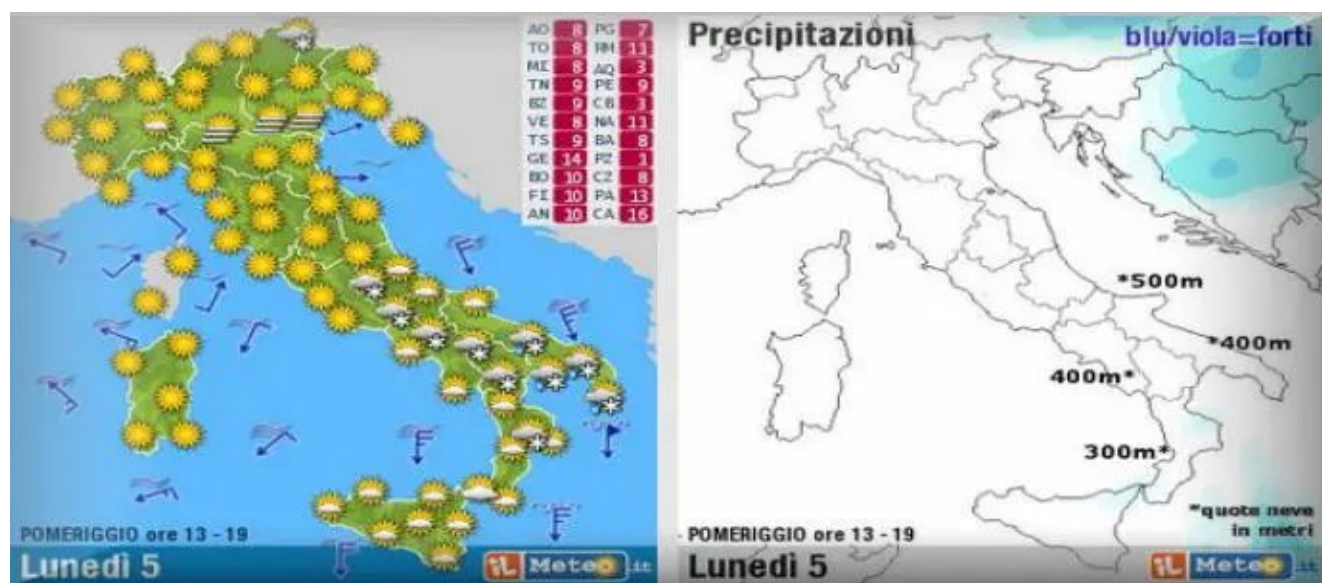 AO 8 PG 7
TO 8 RM 11
MI 8 AQ 3
TN 9 PE 9
BZ 9 CB 3
VE 8 NA 11
TS 9 BA 8
GE 14 PZ 1
BO 10 CZ 8
FI 10 PA 13
AN 10 CA 16
POMERIGGIO ore 13 - 19
Lunedì 5
iL Meteo .it
Precipitazioni
blu/viola=forti
*500m
*400m
400m*
300m*
*quote neve
in metri
POMERIGGIO ore 13 - 19
Lunedì 5
iL Meteo .it